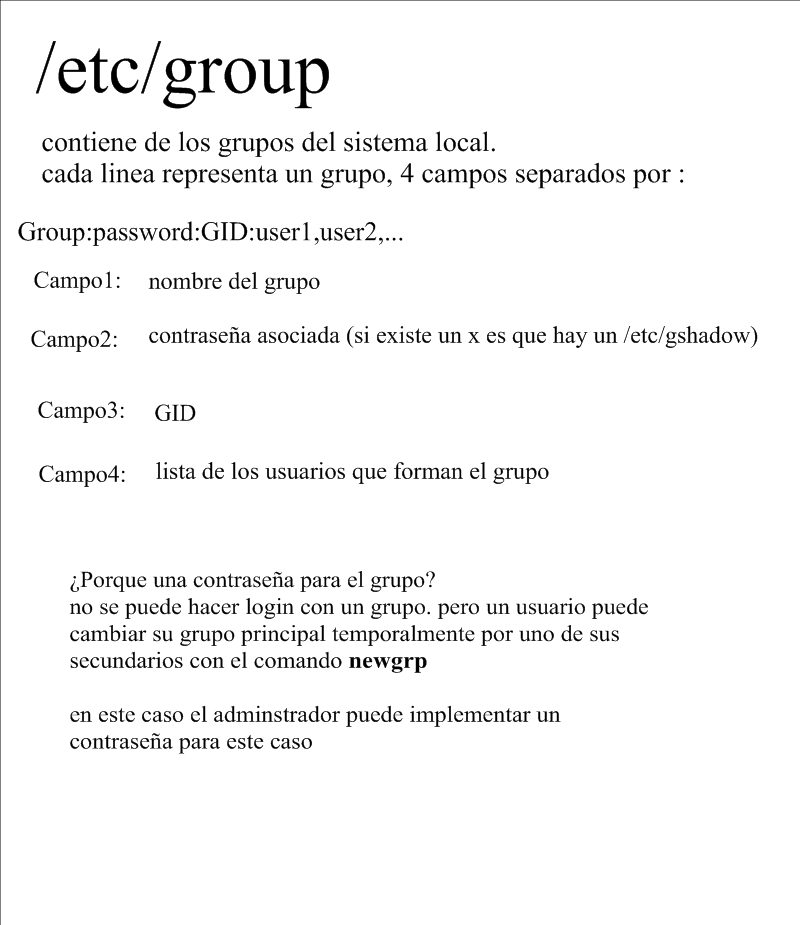 /etc/group
contiene de los grupos del sistema local.
cada linea representa un grupo, 4 campos separados por :
Group:password:GID:user1,user2,...
Campo1: nombre del grupo
Campo2: contraseña asociada (si existe un x es que hay un /etc/gshadow)
Campo3: GID
Campo4: lista de los usuarios que forman el grupo
¿Porque una contraseña para el grupo?
no se puede hacer login con un grupo. pero un usuario puede
cambiar su grupo principal temporalmente por uno de sus
secundarios con el comando newgrp
en este caso el adminstrador puede implementar un
contraseña para este caso